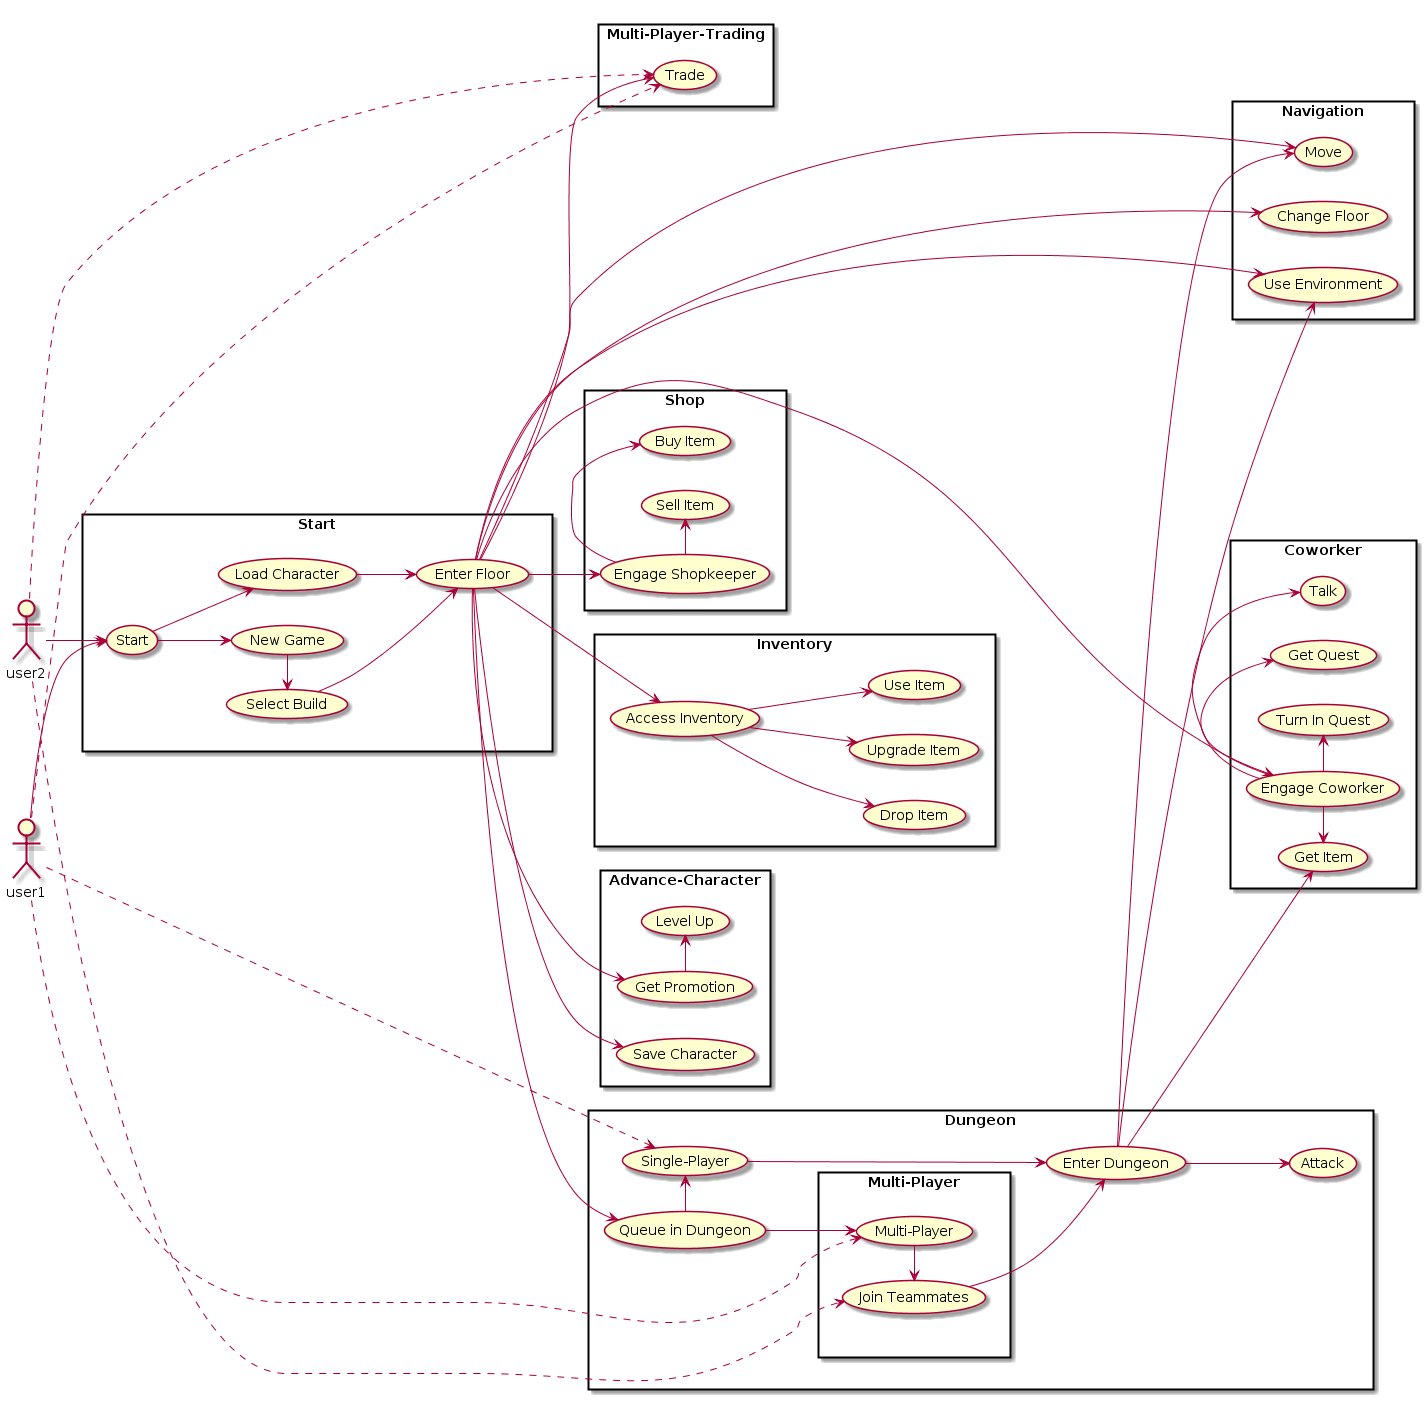 Multi-Player-Trading
Trade
Navigation
Move
Change Floor
Use Environment
Shop
Buy Item
Sell Item
Engage Shopkeeper
Start
Load Character
Enter Floor
Start
New Game
Select Build
user2
user1
Inventory
Access Inventory
Use Item
Upgrade Item
Drop Item
Coworker
Talk
Get Quest
Turn In Quest
Engage Coworker
Get Item
Advance-Character
Level Up
Get Promotion
Save Character
Dungeon
Single-Player
Enter Dungeon
Attack
Queue in Dungeon
Multi-Player
Multi-Player
Join Teammates